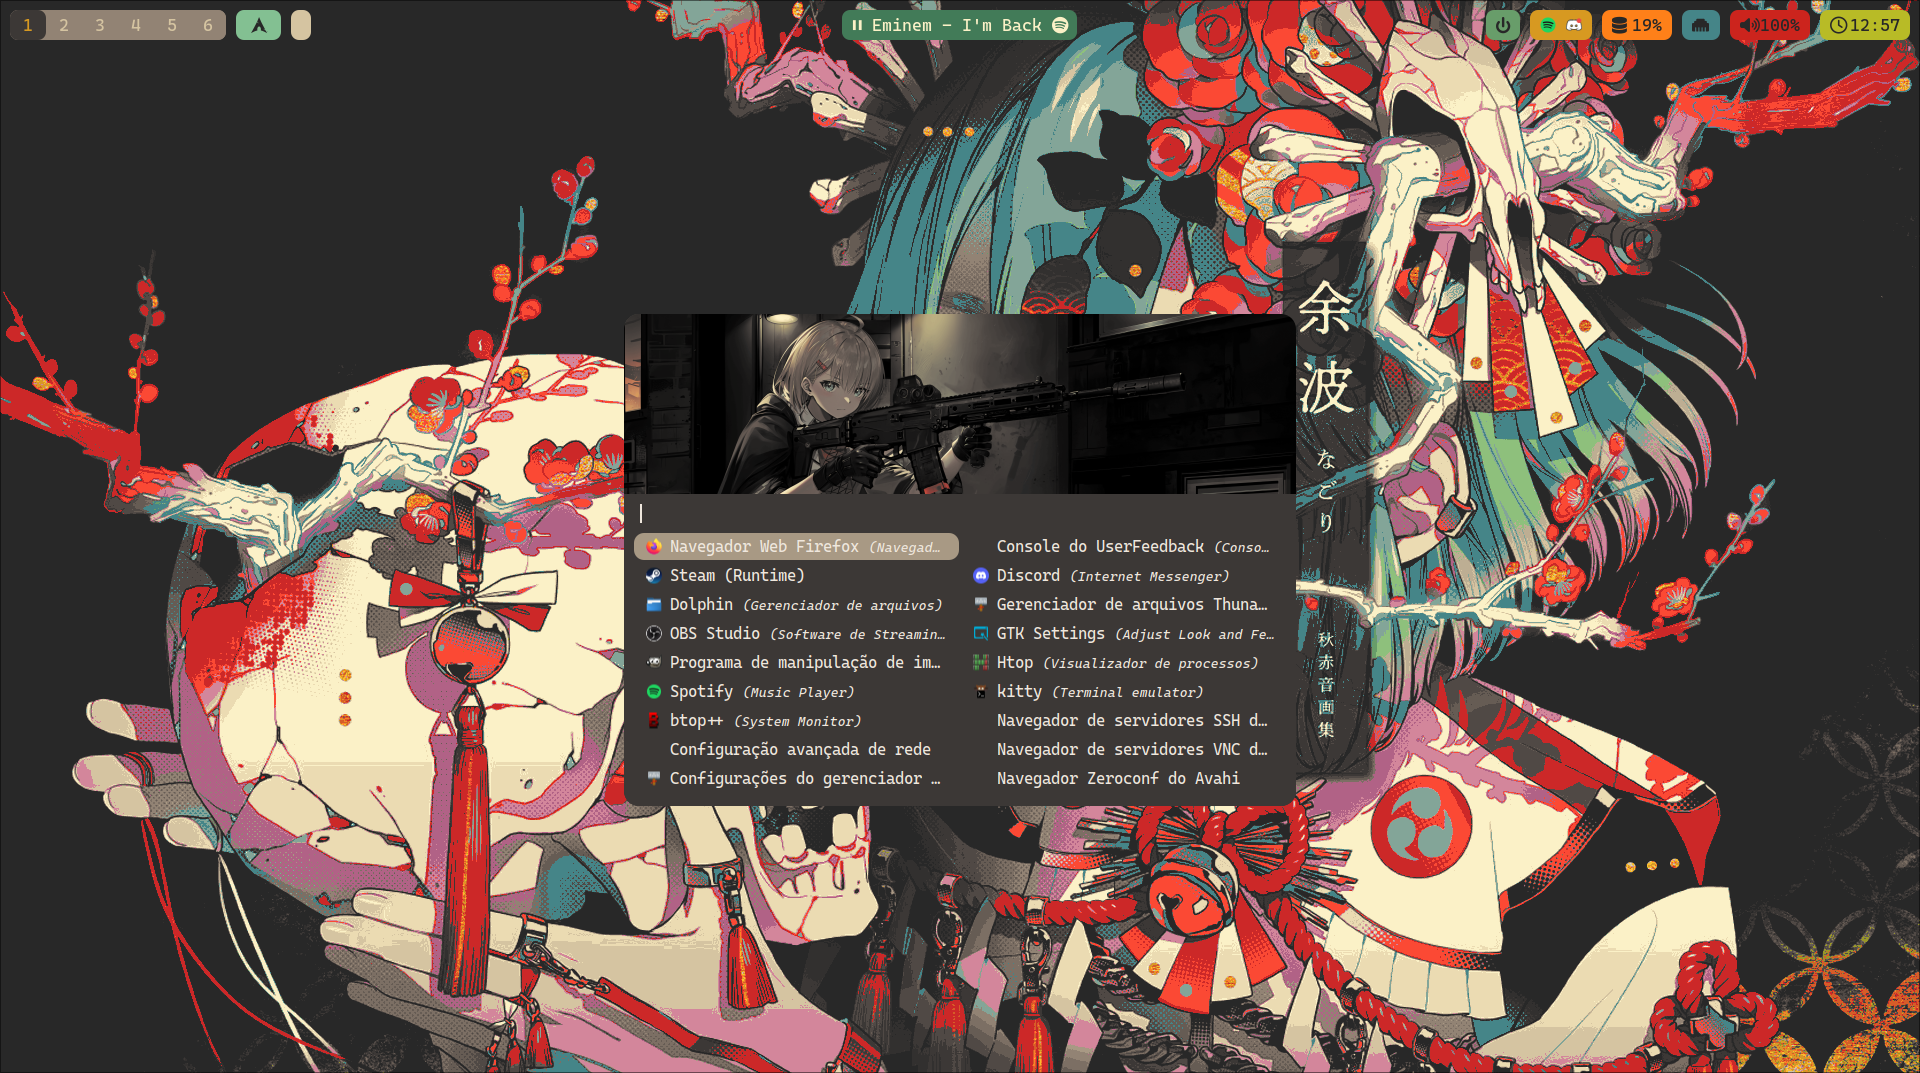 1 2 3 4 5 6
Eminem - I'm Back
19%
100%
12:57
余波
なごり
秋赤音画集
Navegador Web Firefox (Navegad…
Console do UserFeedback (Conso…
Steam (Runtime)
Discord (Internet Messenger)
Dolphin (Gerenciador de arquivos)
Gerenciador de arquivos Thuna…
OBS Studio (Software de Streamin…
GTK Settings (Adjust Look and Fe…
Programa de manipulação de im…
Htop (Visualizador de processos)
Spotify (Music Player)
kitty (Terminal emulator)
btop++ (System Monitor)
Navegador de servidores SSH d…
Configuração avançada de rede
Navegador de servidores VNC d…
Configurações do gerenciador …
Navegador Zeroconf do Avahi